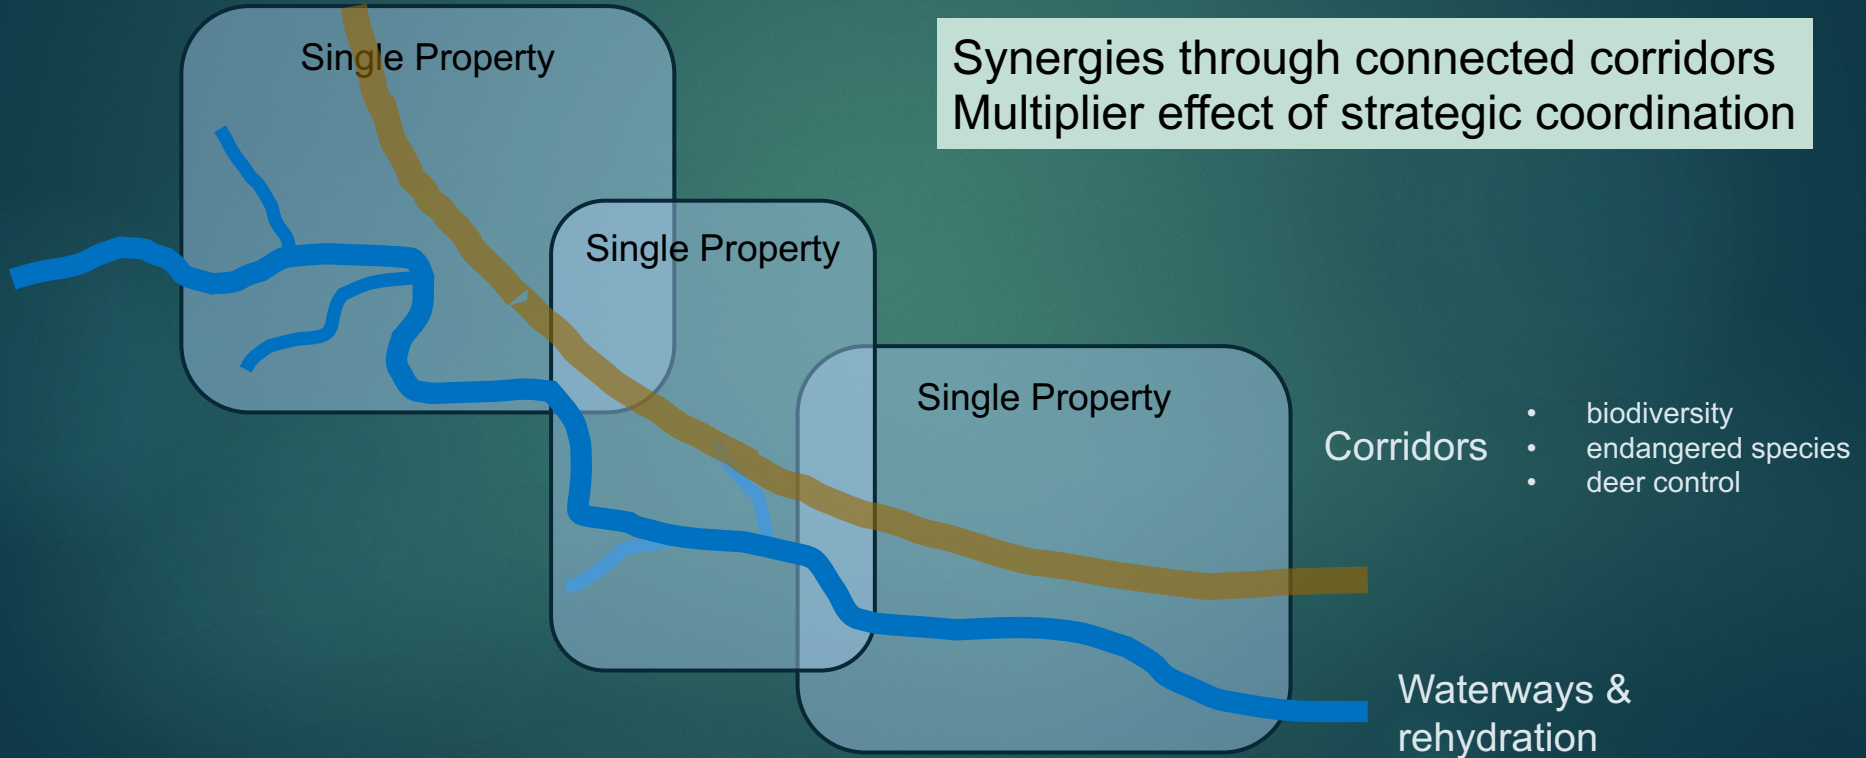 Single Property
Synergies through connected corridors
Multiplier effect of strategic coordination
Single Property
Single Property
Corridors
• biodiversity
• endangered species
• deer control
Waterways &
rehydration